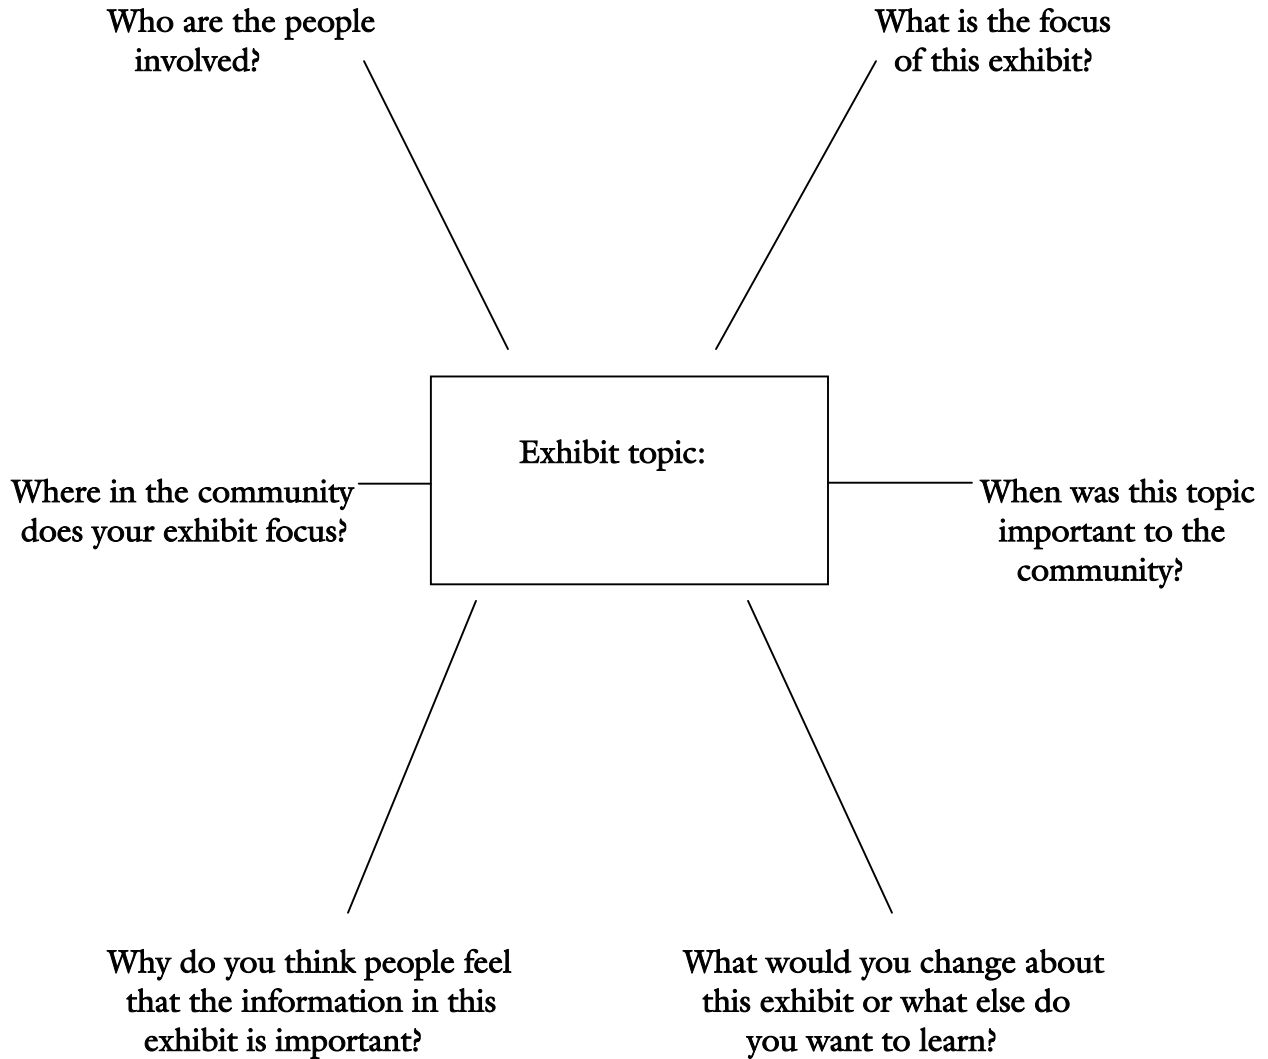 Who are the people
involved?
What is the focus
of this exhibit?
Exhibit topic:
Where in the community
does your exhibit focus?
When was this topic
important to the
community?
Why do you think people feel
that the information in this
exhibit is important?
What would you change about
this exhibit or what else do
you want to learn?